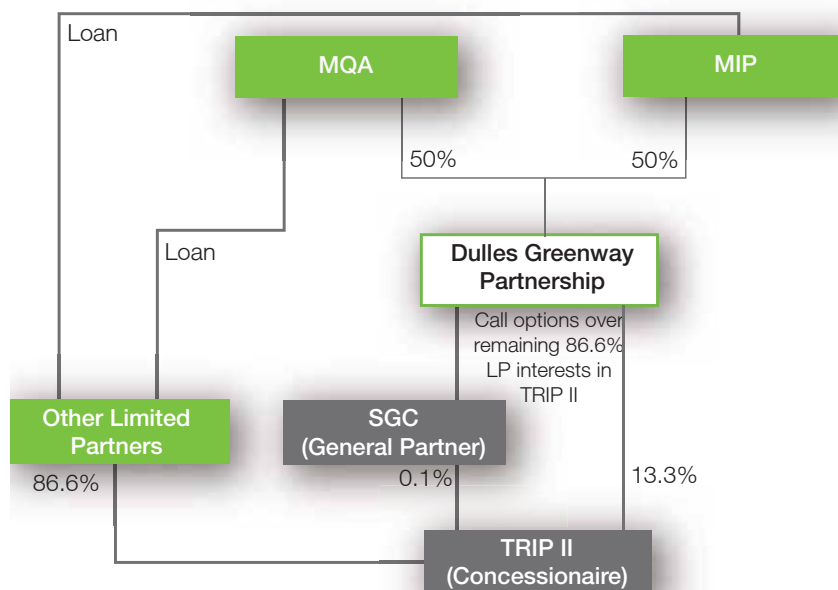 Loan
MQA
MIP
50%
50%
Loan
Dulles Greenway
Partnership
Call options over
remaining 86.6%
LP interests in
TRIP II
Other Limited
Partners
SGC
(General Partner)
86.6%
0.1%
13.3%
TRIP II
(Concessionaire)